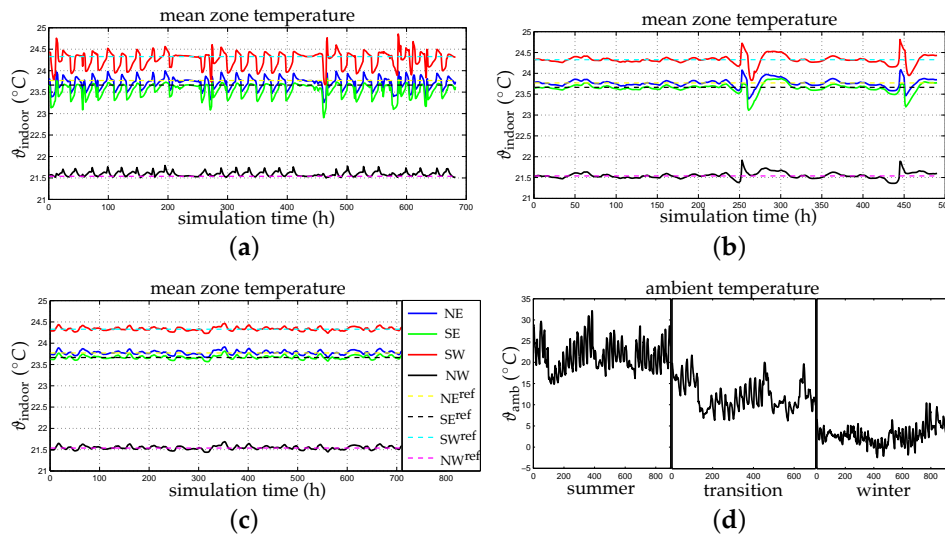 mean zone temperature
25
24.5
24
23.5
23
22.5
22
21.5
21
ϑindoor (°C)
0 100 200 300 400 500 600 700
simulation time (h)
(a)
mean zone temperature
25
24.5
24
23.5
23
22.5
22
21.5
21
ϑindoor (°C)
0 50 100 150 200 250 300 350 400 450 500
simulation time (h)
(b)
mean zone temperature
25
24.5
24
23.5
23
22.5
22
21.5
21
ϑindoor (°C)
0 100 200 300 400 500 600 700
simulation time (h)
NE
SE
SW
NW
NEref
SEref
SWref
NWref
(c)
ambient temperature
35
30
25
20
15
10
5
0
−5
ϑamb (°C)
0 200 400 600 800
200 400 600
0 200 400 600 800
summer transition winter
(d)